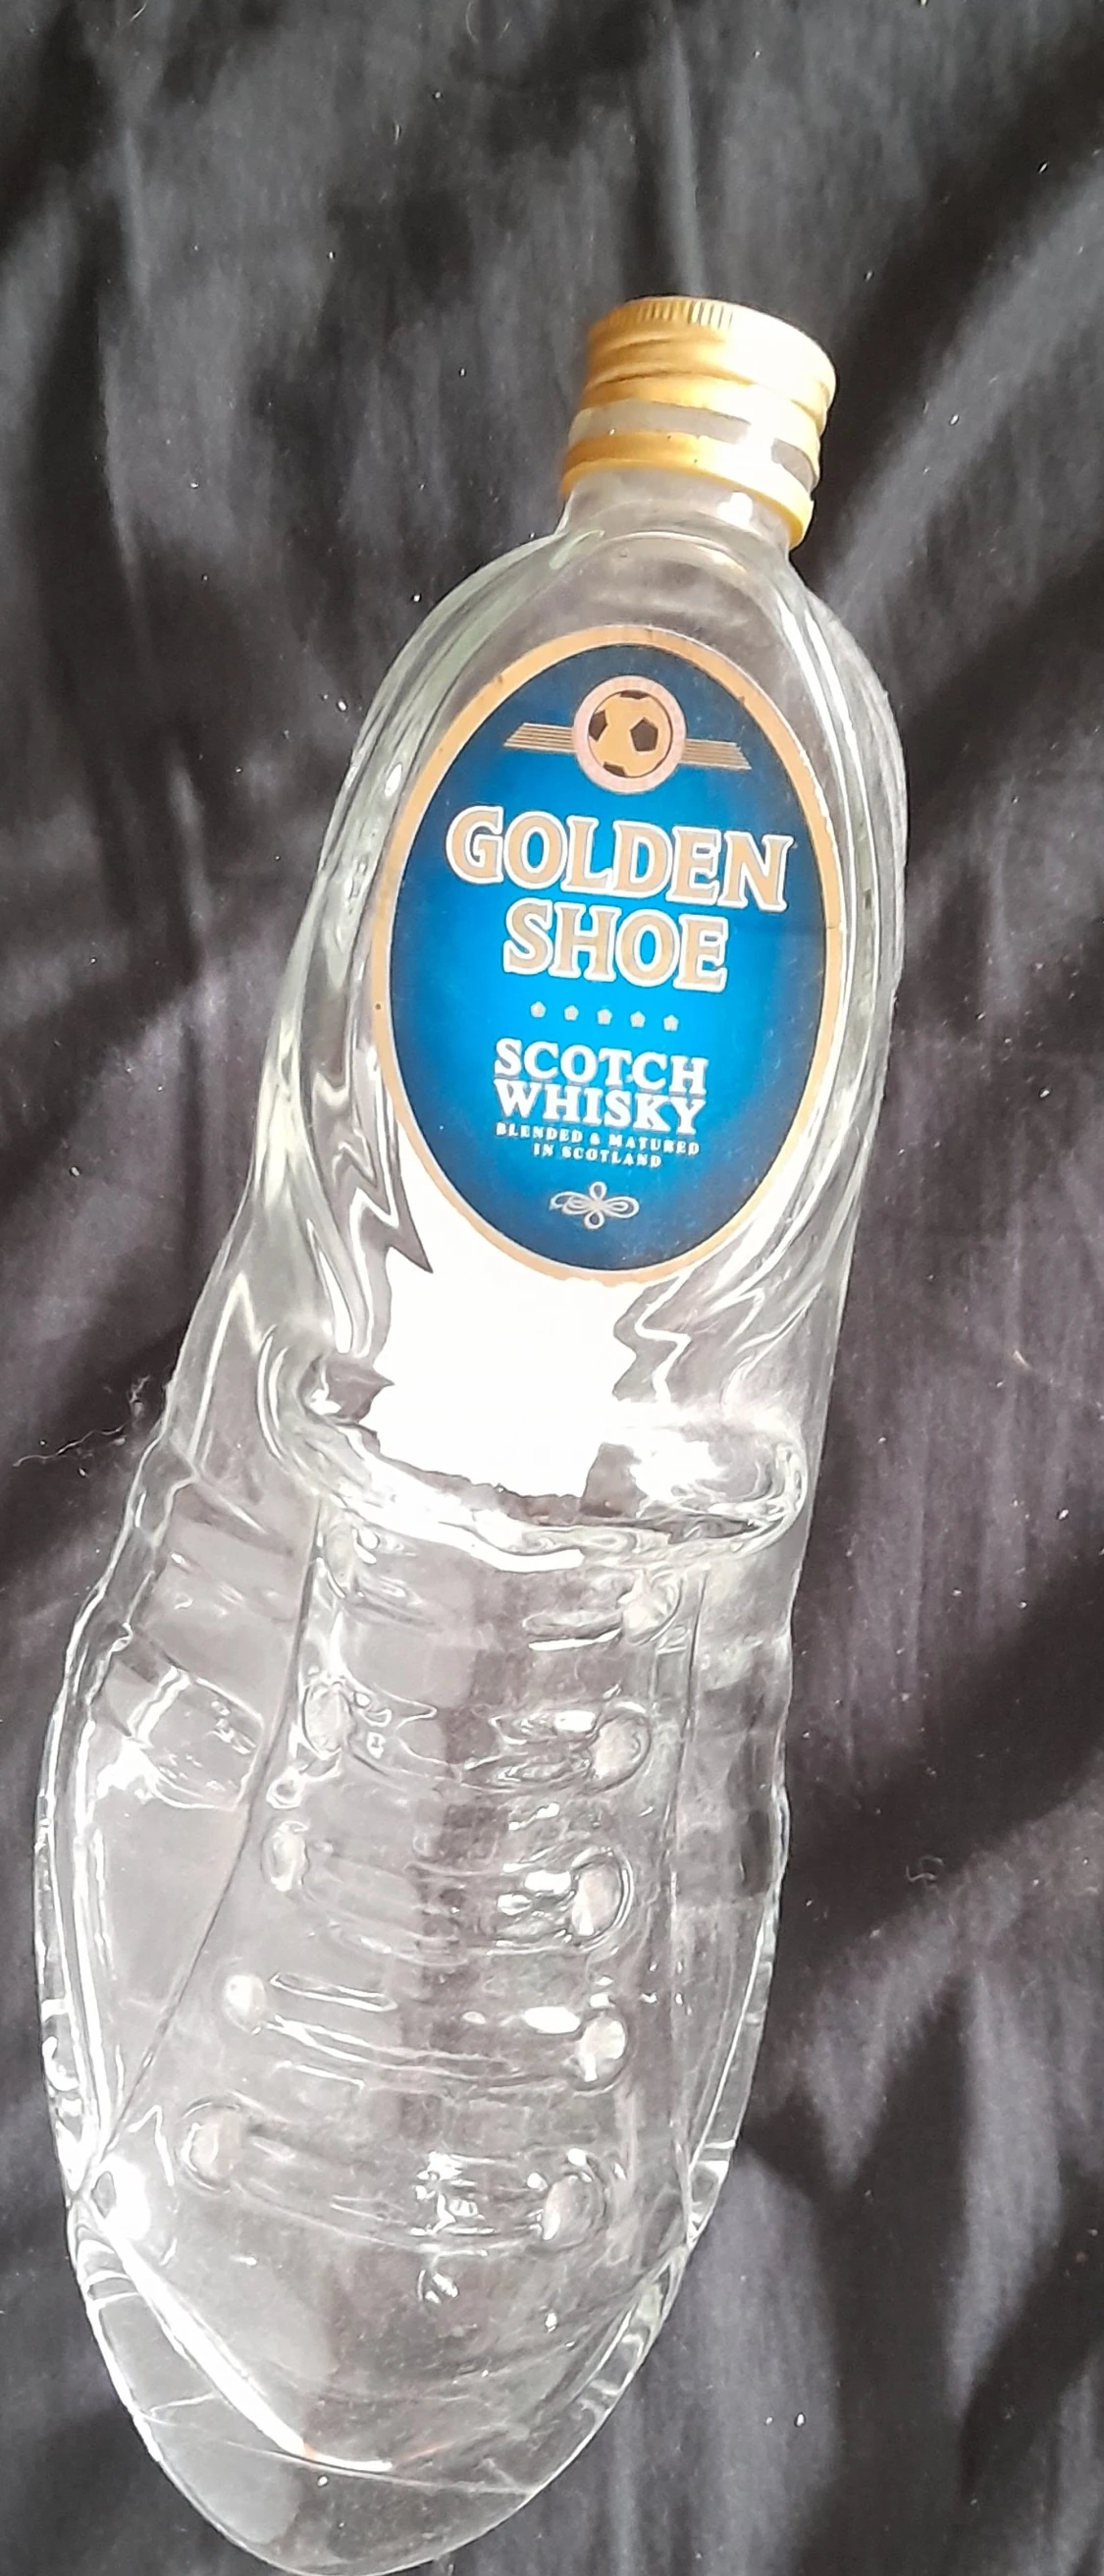 GOLDEN
SHOE
SCOTCH
WHISKY
BLENDED & MATURED
IN SCOTLAND